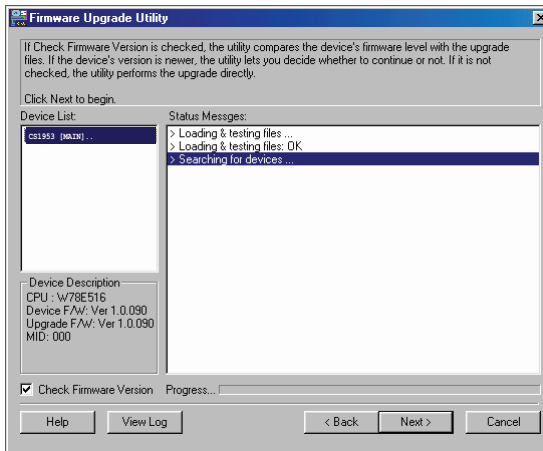 Firmware Upgrade Utility
If Check Firmware Version is checked, the utility compares the device's firmware level with the upgrade
files. If the device's version is newer, the utility lets you decide whether to continue or not. If it is not
checked, the utility performs the upgrade directly.
Click Next to begin.
Device List:
CS1953 [MAIN]..
Status Messges:
> Loading & testing files ...
> Loading & testing files: OK
> Searching for devices ...
Device Description
CPU : W78E516
Device F/W: Ver 1.0.090
Upgrade F/W: Ver 1.0.090
MID: 000
Check Firmware Version
Progress...
Help
View Log
< Back
Next >
Cancel